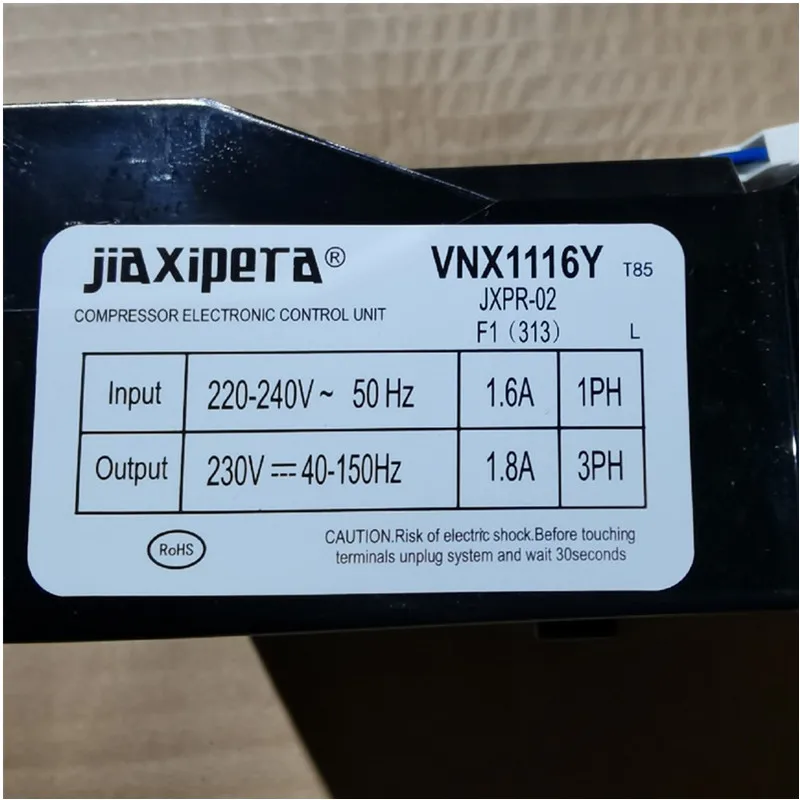 jiaxipera® VNX1116Y T85
JXPR-02
COMPRESSOR ELECTRONIC CONTROL UNIT
F1 (313) L
Input 220-240V~ 50Hz 1.6A 1PH
Output 230V⎓40-150Hz 1.8A 3PH
RoHS
CAUTION.Risk of electric shock.Before touching
terminals unplug system and wait 30seconds